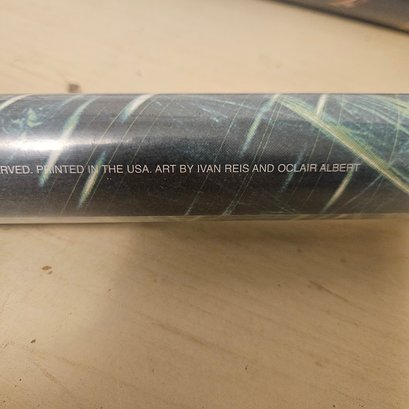 RVED. PRINTED IN THE USA. ART BY IVAN REIS AND OCLAIR ALBERT